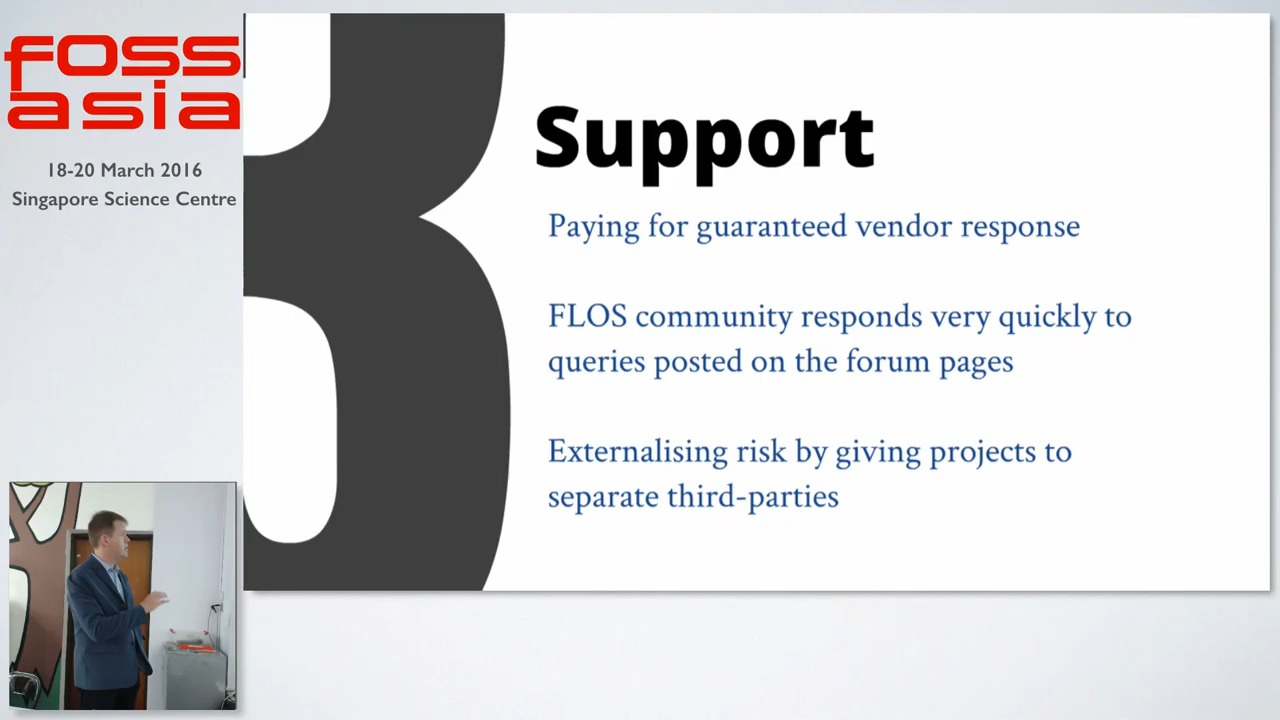 foss
asia
18-20 March 2016
Singapore Science Centre
3
Support
Paying for guaranteed vendor response
FLOS community responds very quickly to
queries posted on the forum pages
Externalising risk by giving projects to
separate third-parties